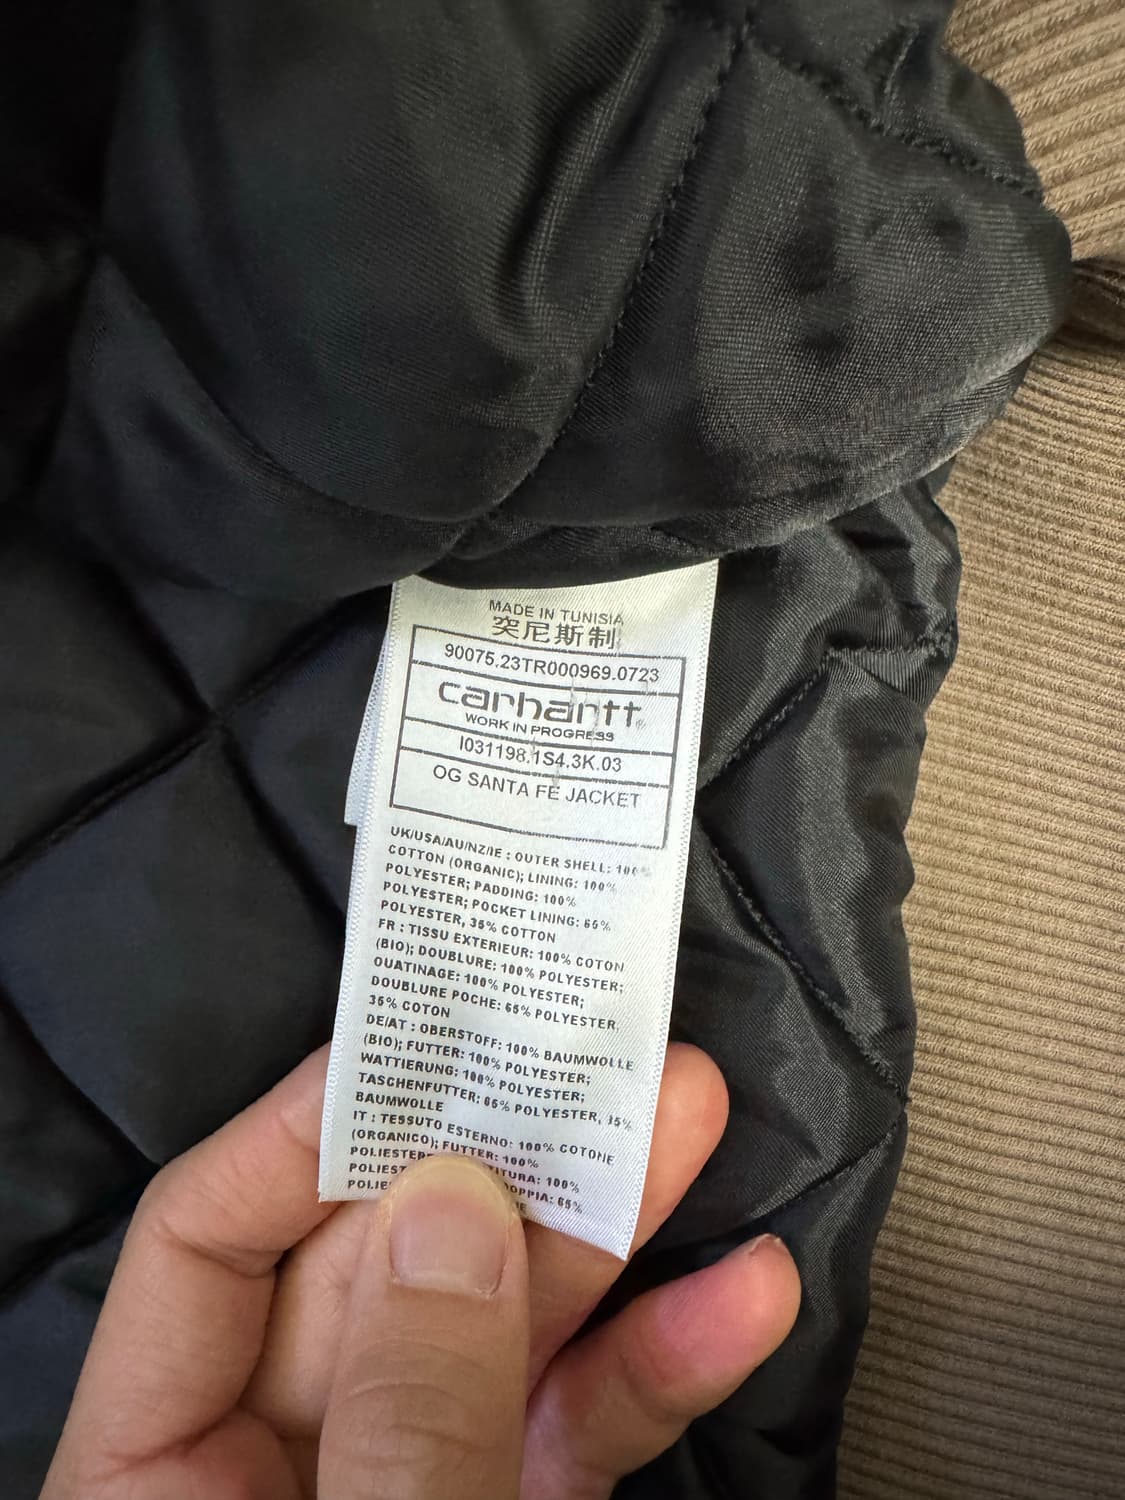 MADE IN TUNISIA
突尼斯制
90075.23TR000969.0723
carhartt
WORK IN PROGRESS
I031198.1S4.3K.03
OG SANTA FE JACKET
UK/USA/AU/NZ/IE : OUTER SHELL: 100%
COTTON (ORGANIC); LINING: 100%
POLYESTER; PADDING: 100%
POLYESTER; POCKET LINING: 65%
POLYESTER, 35% COTTON
FR : TISSU EXTERIEUR: 100% COTON
(BIO); DOUBLURE: 100% POLYESTER;
OUATINAGE: 100% POLYESTER;
DOUBLURE POCHE: 65% POLYESTER,
35% COTON
DE/AT : OBERSTOFF: 100% BAUMWOLLE
(BIO); FUTTER: 100% POLYESTER;
WATTIERUNG: 100% POLYESTER;
TASCHENFUTTER: 65% POLYESTER, 35%
BAUMWOLLE
IT : TESSUTO ESTERNO: 100% COTONE
(ORGANICO); FUTTER: 100%
100%
65%